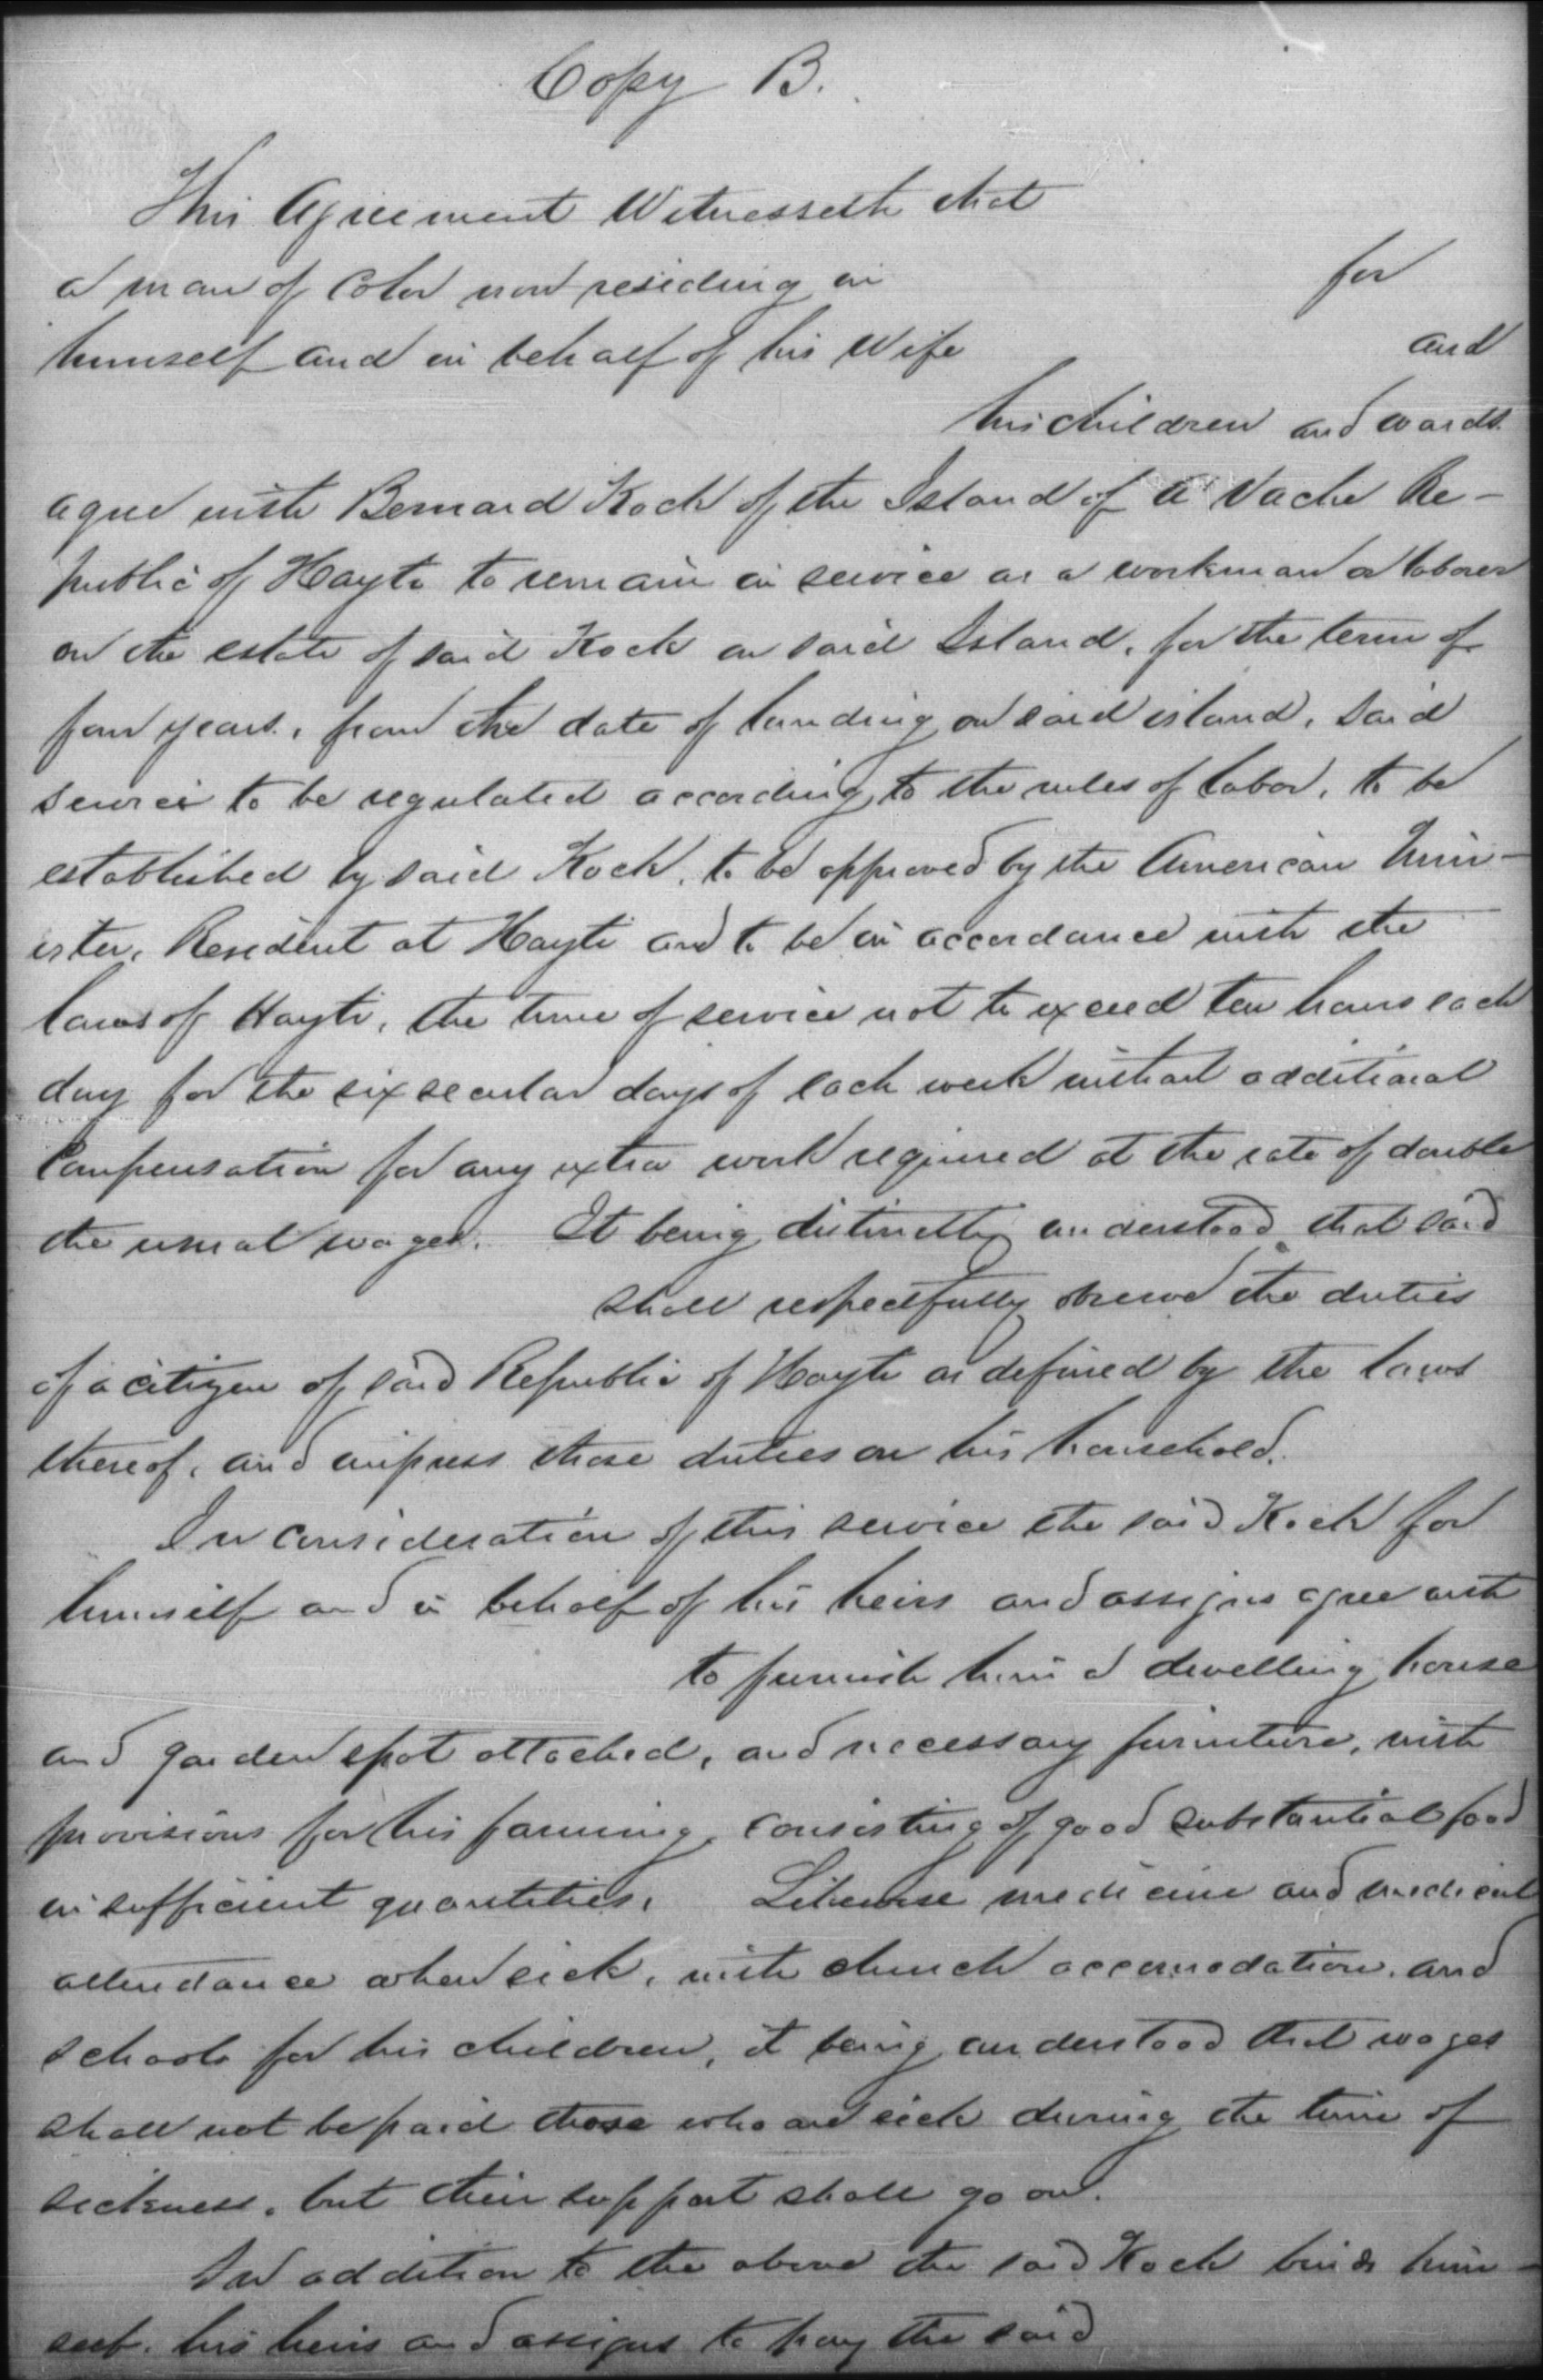 Copy B.
This Agreement Witnesseth that
a man of Color now residing in for
himself and in behalf of his Wife and
his children and wards
agree with Bernard Kock of the Island of A'Vache Re-
public of Hayti to remain in service as a workman or laborer
on the estate of said Kock on said Island, for the term of
four years, from the date of landing on said island, said
service to be regulated according to the rules of labor, to be
established by said Kock, to be approved by the American Min-
ister, Resident at Hayti and to be in accordance with the
laws of Hayti, the time of service not to exceed ten hours each
day for the six secular days of each week without additional
Compensation for any extra work required at the rate of double
the usual wages. It being distinctly understood that said
shall respectfully observe the duties
of a citizen of said Republic of Hayti as defined by the laws
thereof, and impress these duties on his household.
In consideration of this service the said Kock for
himself and in behalf of his heirs and assigns agree with
to furnish him a dwelling house
and garden spot attached, and necessary furniture, with
provisions for his farming, consisting of good substantial food
in sufficient quantities. Likewise medicine and medical
attendance when sick, with church accomodation, and
schools for his children, it being understood that wages
shall not be paid those who are sick during the time of
sickness, but their support shall go on.
In addition to the above the said Kock binds him-
self, his heirs and assigns to pay the said